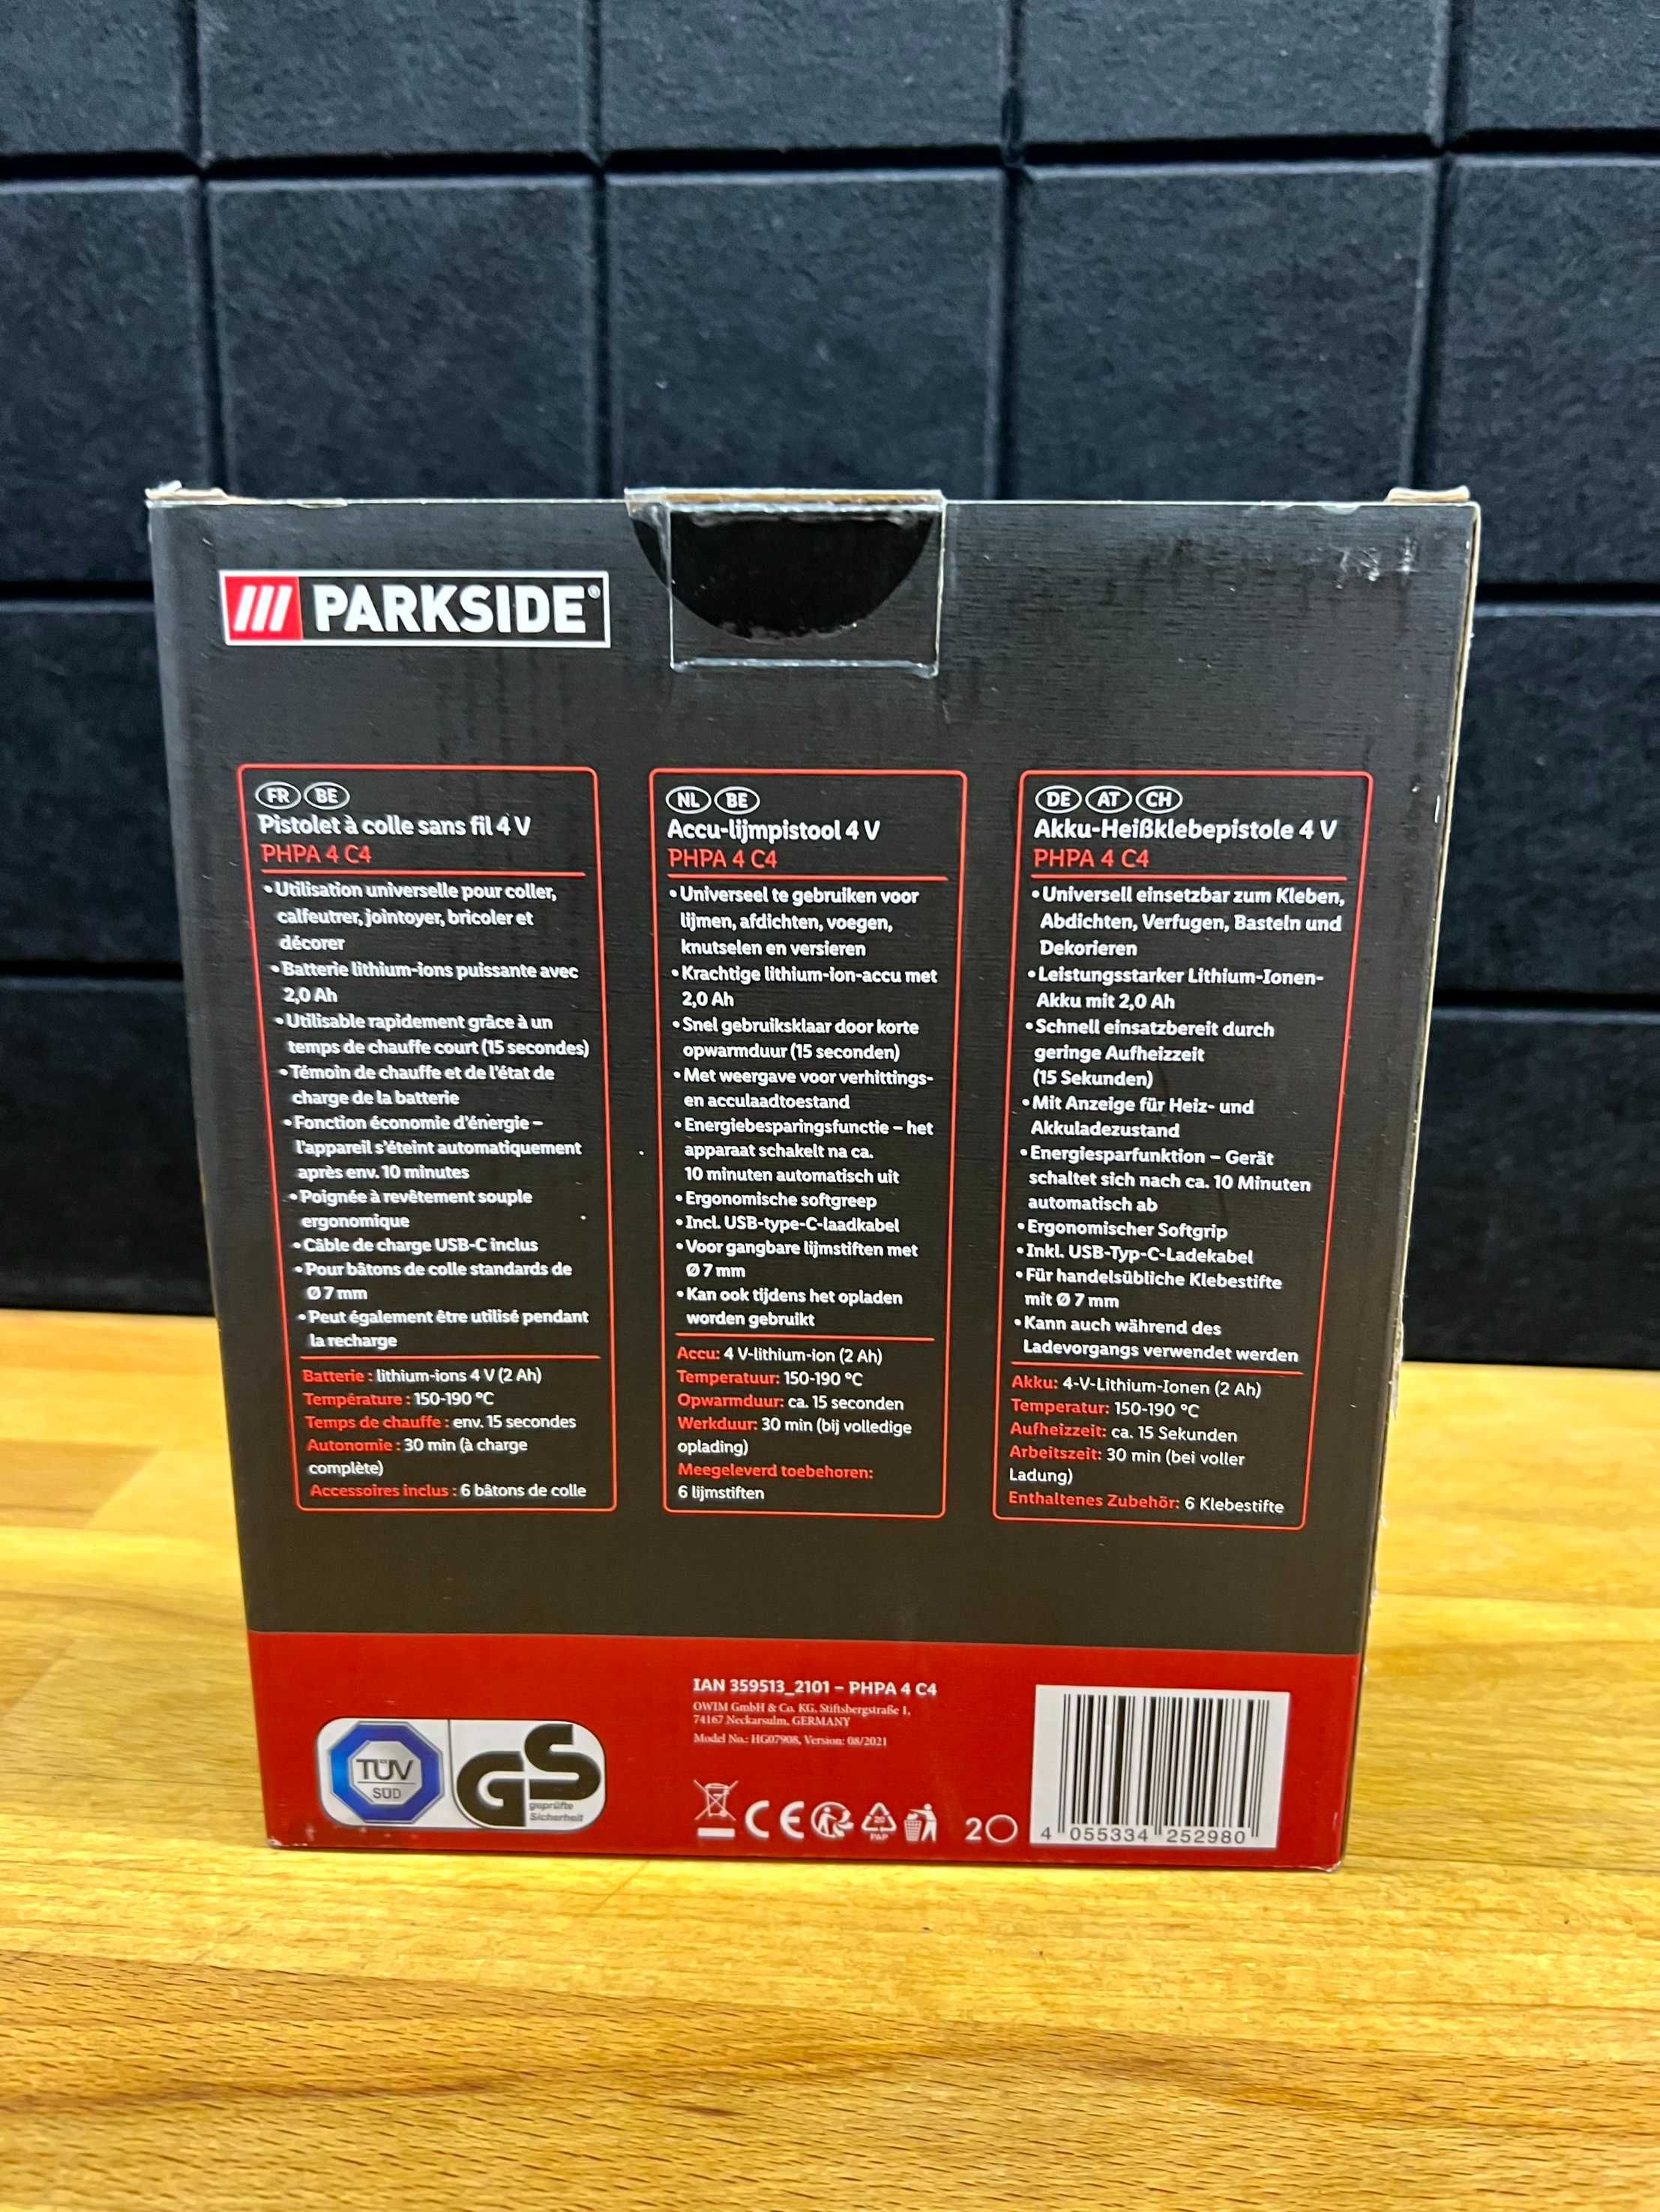 PARKSIDE®
FR BE
Pistolet à colle sans fil 4 V
PHPA 4 C4
• Utilisation universelle pour coller,
calfeutrer, jointoyer, bricoler et
décorer
• Batterie lithium-ions puissante avec
2,0 Ah
• Utilisable rapidement grâce à un
temps de chauffe court (15 secondes)
• Témoin de chauffe et de l'état de
charge de la batterie
• Fonction économie d'énergie –
l'appareil s'éteint automatiquement
après env. 10 minutes
• Poignée à revêtement souple
ergonomique
• Câble de charge USB-C inclus
• Pour bâtons de colle standards de
Ø 7 mm
• Peut également être utilisé pendant
la recharge
Batterie : lithium-ions 4 V (2 Ah)
Température : 150-190 °C
Temps de chauffe : env. 15 secondes
Autonomie : 30 min (à charge
complète)
Accessoires inclus : 6 bâtons de colle
NL BE
Accu-lijmpistool 4 V
PHPA 4 C4
• Universeel te gebruiken voor
lijmen, afdichten, voegen,
knutselen en versieren
• Krachtige lithium-ion-accu met
2,0 Ah
• Snel gebruiksklaar door korte
opwarmduur (15 seconden)
• Met weergave voor verhittings-
en acculaadtoestand
• Energiebesparingsfunctie – het
apparaat schakelt na ca.
10 minuten automatisch uit
• Ergonomische softgreep
• Incl. USB-type-C-laadkabel
• Voor gangbare lijmstiften met
Ø 7 mm
• Kan ook tijdens het opladen
worden gebruikt
Accu: 4 V-lithium-ion (2 Ah)
Temperatuur: 150-190 °C
Opwarmduur: ca. 15 seconden
Werkduur: 30 min (bij volledige
oplading)
Meegeleverd toebehoren:
6 lijmstiften
DE AT CH
Akku-Heißklebepistole 4 V
PHPA 4 C4
• Universell einsetzbar zum Kleben,
Abdichten, Verfugen, Basteln und
Dekorieren
• Leistungsstarker Lithium-Ionen-
Akku mit 2,0 Ah
• Schnell einsatzbereit durch
geringe Aufheizzeit
(15 Sekunden)
• Mit Anzeige für Heiz- und
Akkuladezustand
• Energiesparfunktion – Gerät
schaltet sich nach ca. 10 Minuten
automatisch ab
• Ergonomischer Softgrip
• Inkl. USB-Typ-C-Ladekabel
• Für handelsübliche Klebestifte
mit Ø 7 mm
• Kann auch während des
Ladevorgangs verwendet werden
Akku: 4-V-Lithium-Ionen (2 Ah)
Temperatur: 150-190 °C
Aufheizzeit: ca. 15 Sekunden
Arbeitszeit: 30 min (bei voller
Ladung)
Enthaltenes Zubehör: 6 Klebestifte
TÜV
SÜD
GS
geprüfte
Sicherheit
IAN 359513_2101 – PHPA 4 C4
OWIM GmbH & Co. KG, Stiftsbergstraße 1,
74167 Neckarsulm, GERMANY
Model No.: HG07908, Version: 08/2021
CE
20
PAP
2
4 055334 252980